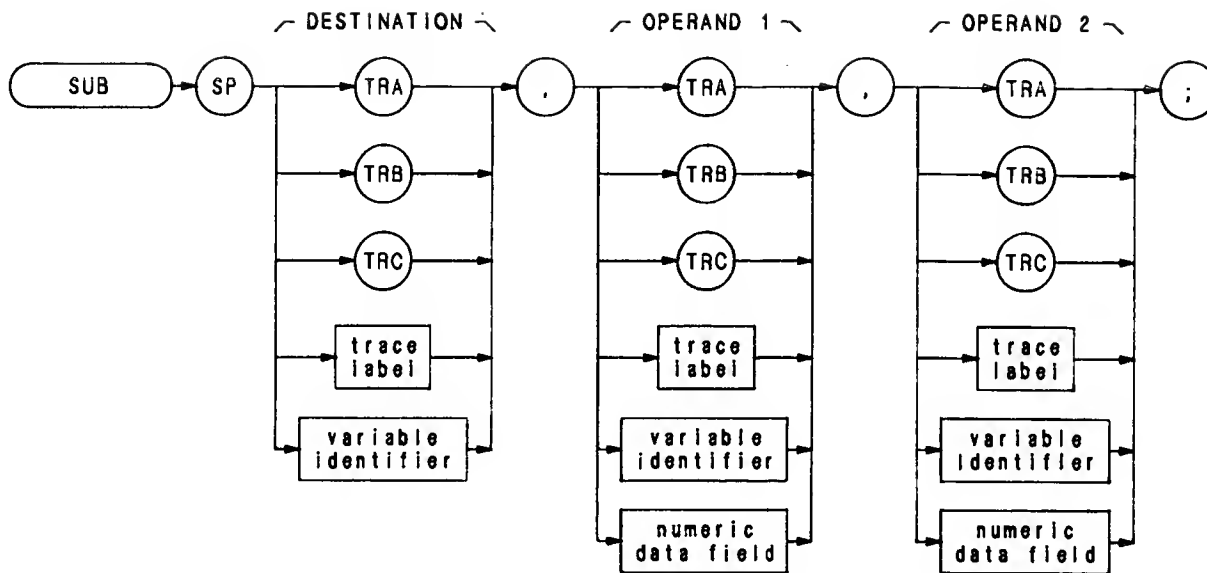 DESTINATION OPERAND 1 OPERAND 2
SUB SP TRA , TRA , TRA ;
TRB TRB TRB
TRC TRC TRC
trace trace trace
label label label
variable variable variable
identifier identifier identifier
numeric numeric
data field data field